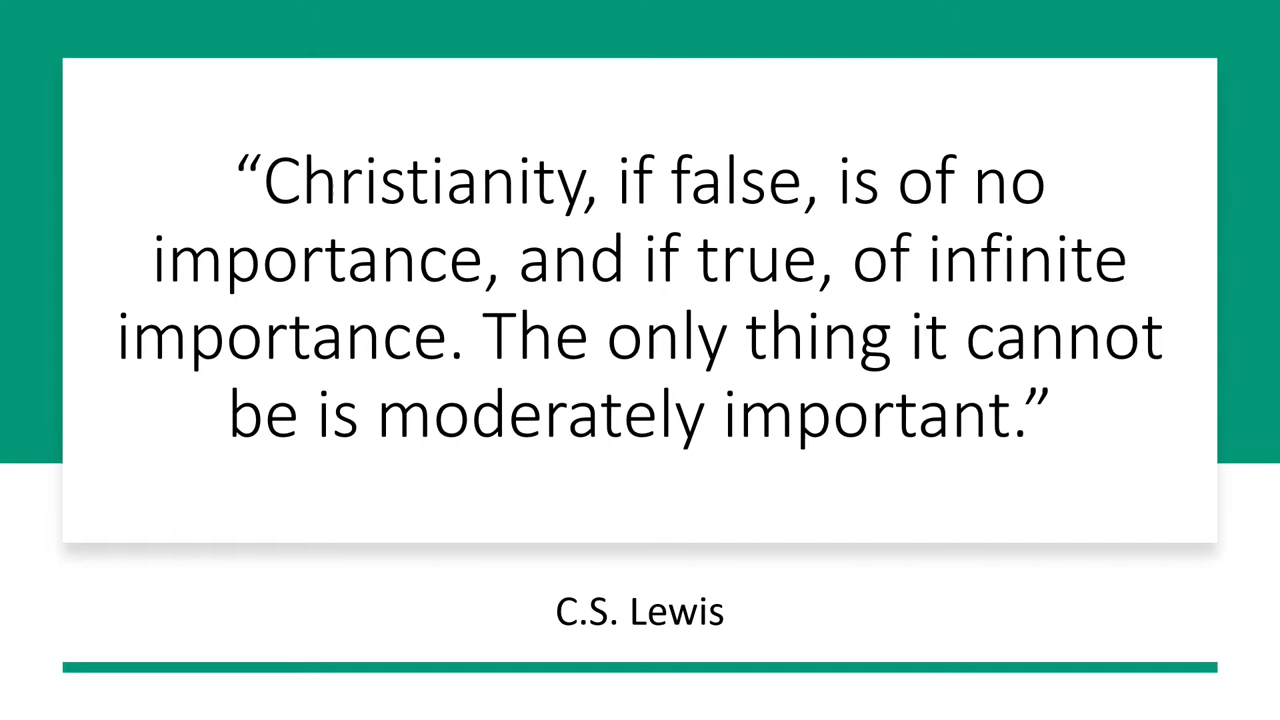 “Christianity, if false, is of no
importance, and if true, of infinite
importance. The only thing it cannot
be is moderately important.”
C.S. Lewis